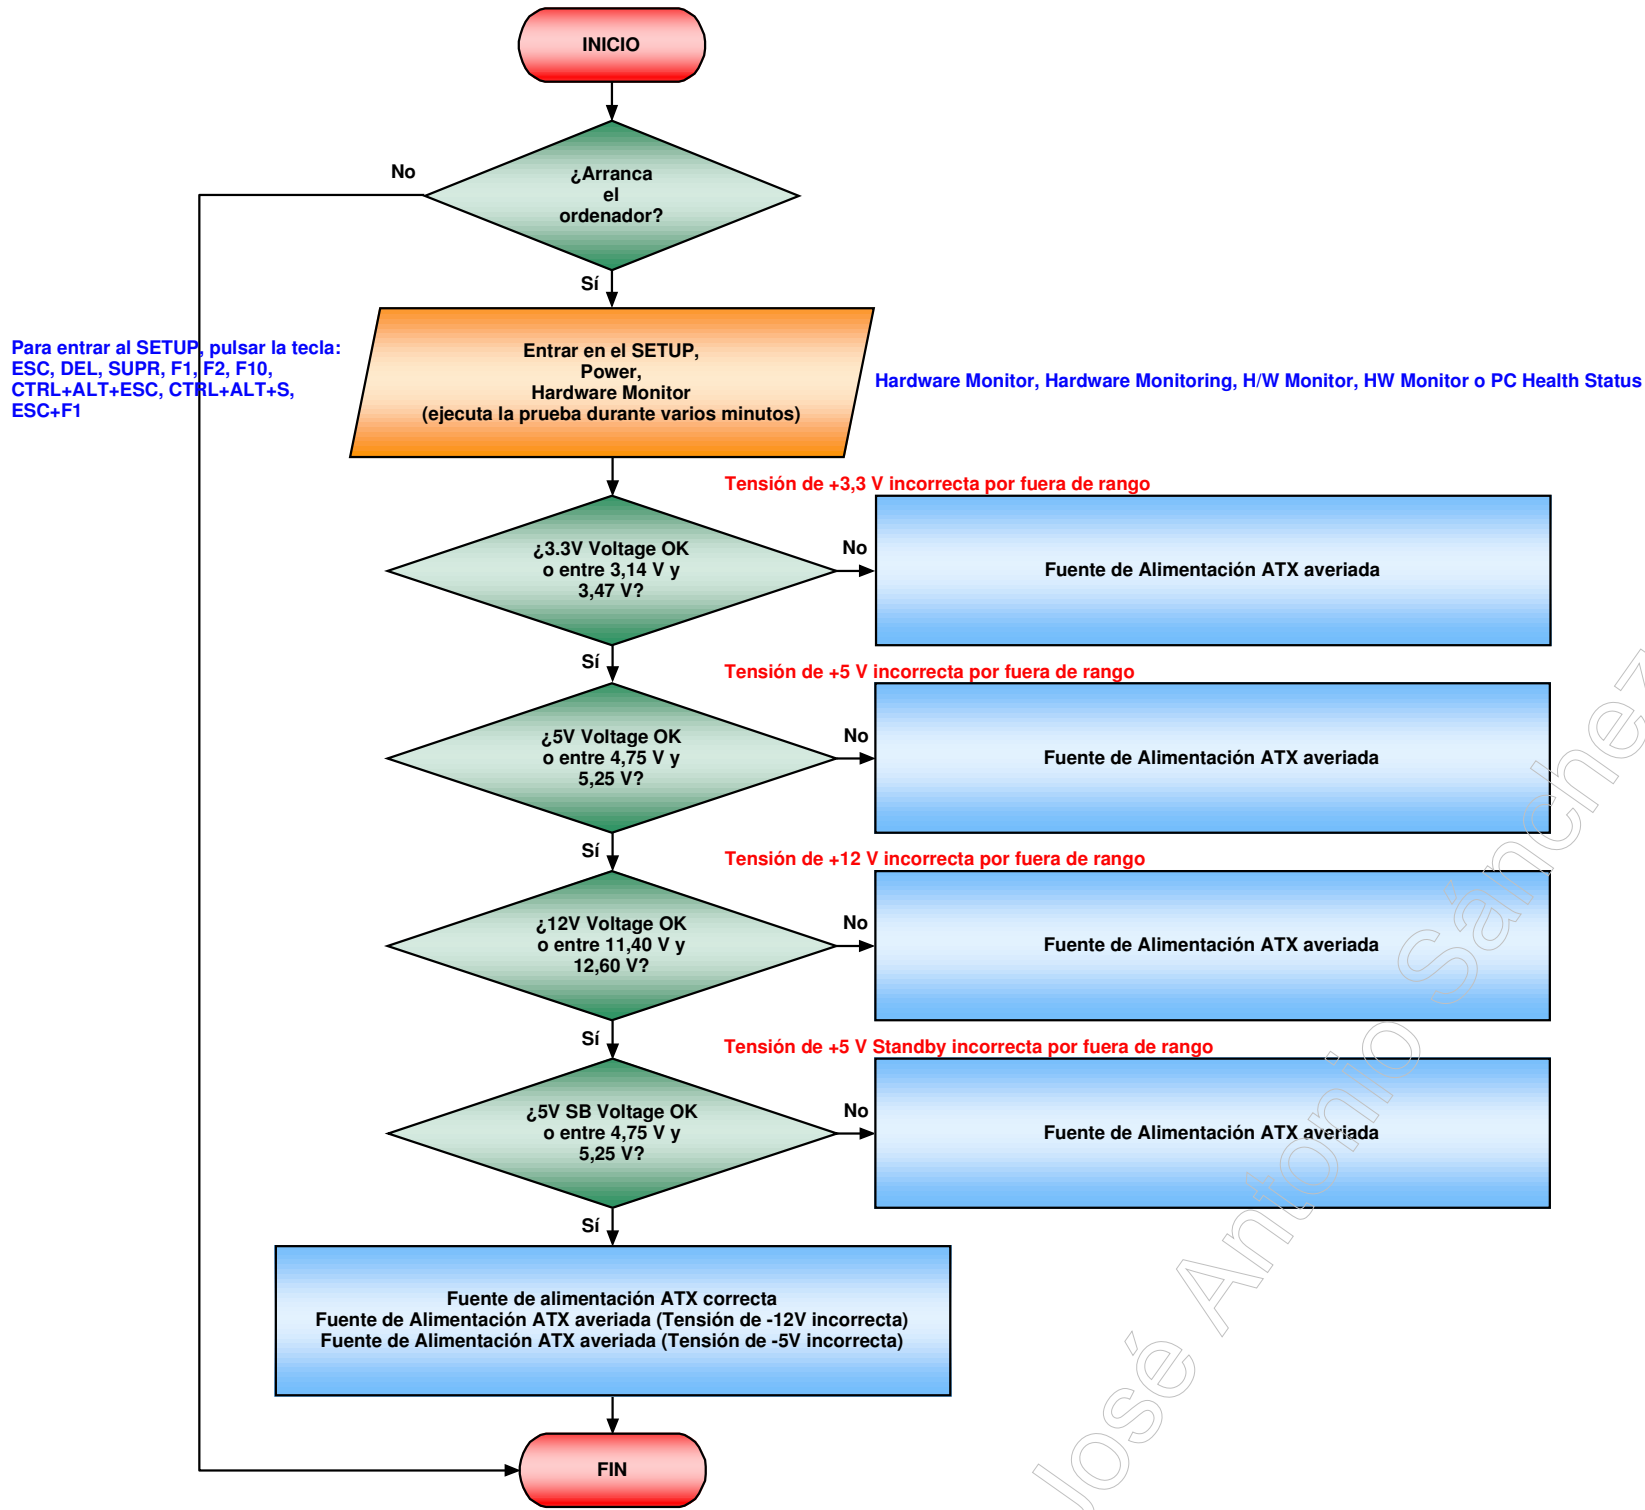 INICIO
No
¿Arranca
el
ordenador?
Sí
Para entrar al SETUP, pulsar la tecla:
ESC, DEL, SUPR, F1, F2, F10,
CTRL+ALT+ESC, CTRL+ALT+S,
ESC+F1
Entrar en el SETUP,
Power,
Hardware Monitor
(ejecuta la prueba durante varios minutos)
Hardware Monitor, Hardware Monitoring, H/W Monitor, HW Monitor o PC Health Status
Tensión de +3,3 V incorrecta por fuera de rango
¿3.3V Voltage OK
o entre 3,14 V y
3,47 V?
No
Fuente de Alimentación ATX averiada
Sí
Tensión de +5 V incorrecta por fuera de rango
¿5V Voltage OK
o entre 4,75 V y
5,25 V?
No
Fuente de Alimentación ATX averiada
Sí
Tensión de +12 V incorrecta por fuera de rango
¿12V Voltage OK
o entre 11,40 V y
12,60 V?
No
Fuente de Alimentación ATX averiada
Sí
Tensión de +5 V Standby incorrecta por fuera de rango
¿5V SB Voltage OK
o entre 4,75 V y
5,25 V?
No
Fuente de Alimentación ATX averiada
Sí
Fuente de alimentación ATX correcta
Fuente de Alimentación ATX averiada (Tensión de -12V incorrecta)
Fuente de Alimentación ATX averiada (Tensión de -5V incorrecta)
FIN
José Antonio Sánchez